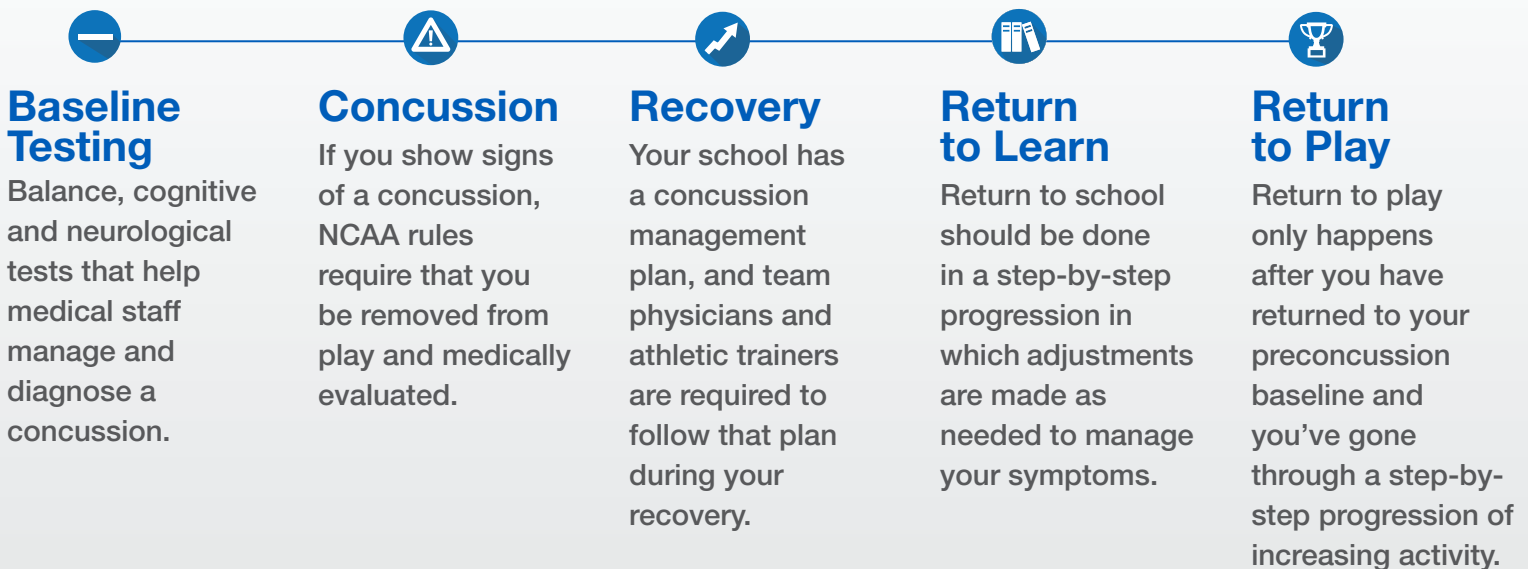 Baseline
Testing
Balance, cognitive
and neurological
tests that help
medical staff
manage and
diagnose a
concussion.
Concussion
If you show signs
of a concussion,
NCAA rules
require that you
be removed from
play and medically
evaluated.
Recovery
Your school has
a concussion
management
plan, and team
physicians and
athletic trainers
are required to
follow that plan
during your
recovery.
Return
to Learn
Return to school
should be done
in a step-by-step
progression in
which adjustments
are made as
needed to manage
your symptoms.
Return
to Play
Return to play
only happens
after you have
returned to your
preconcussion
baseline and
you’ve gone
through a step-by-
step progression of
increasing activity.